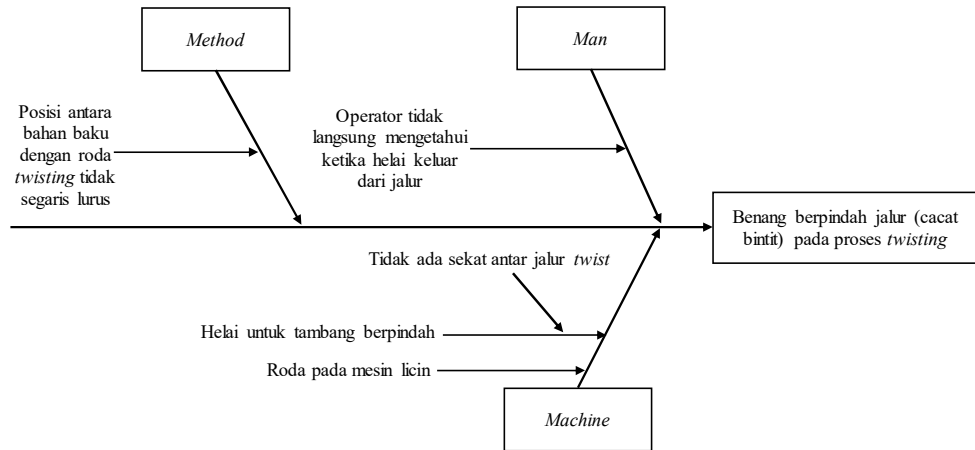 Method
Man
Posisi antara
bahan baku
dengan roda
twisting tidak
segaris lurus
Operator tidak
langsung mengetahui
ketika helai keluar
dari jalur
Benang berpindah jalur (cacat
bintit) pada proses twisting
Tidak ada sekat antar jalur twist
Helai untuk tambang berpindah
Roda pada mesin licin
Machine